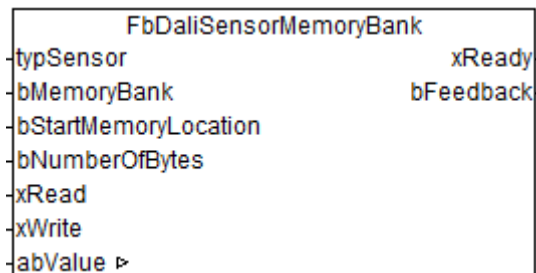 FbDaliSensorMemoryBank
typSensor xReady
bMemoryBank bFeedback
bStartMemoryLocation
bNumberOfBytes
xRead
xWrite
abValue ▹